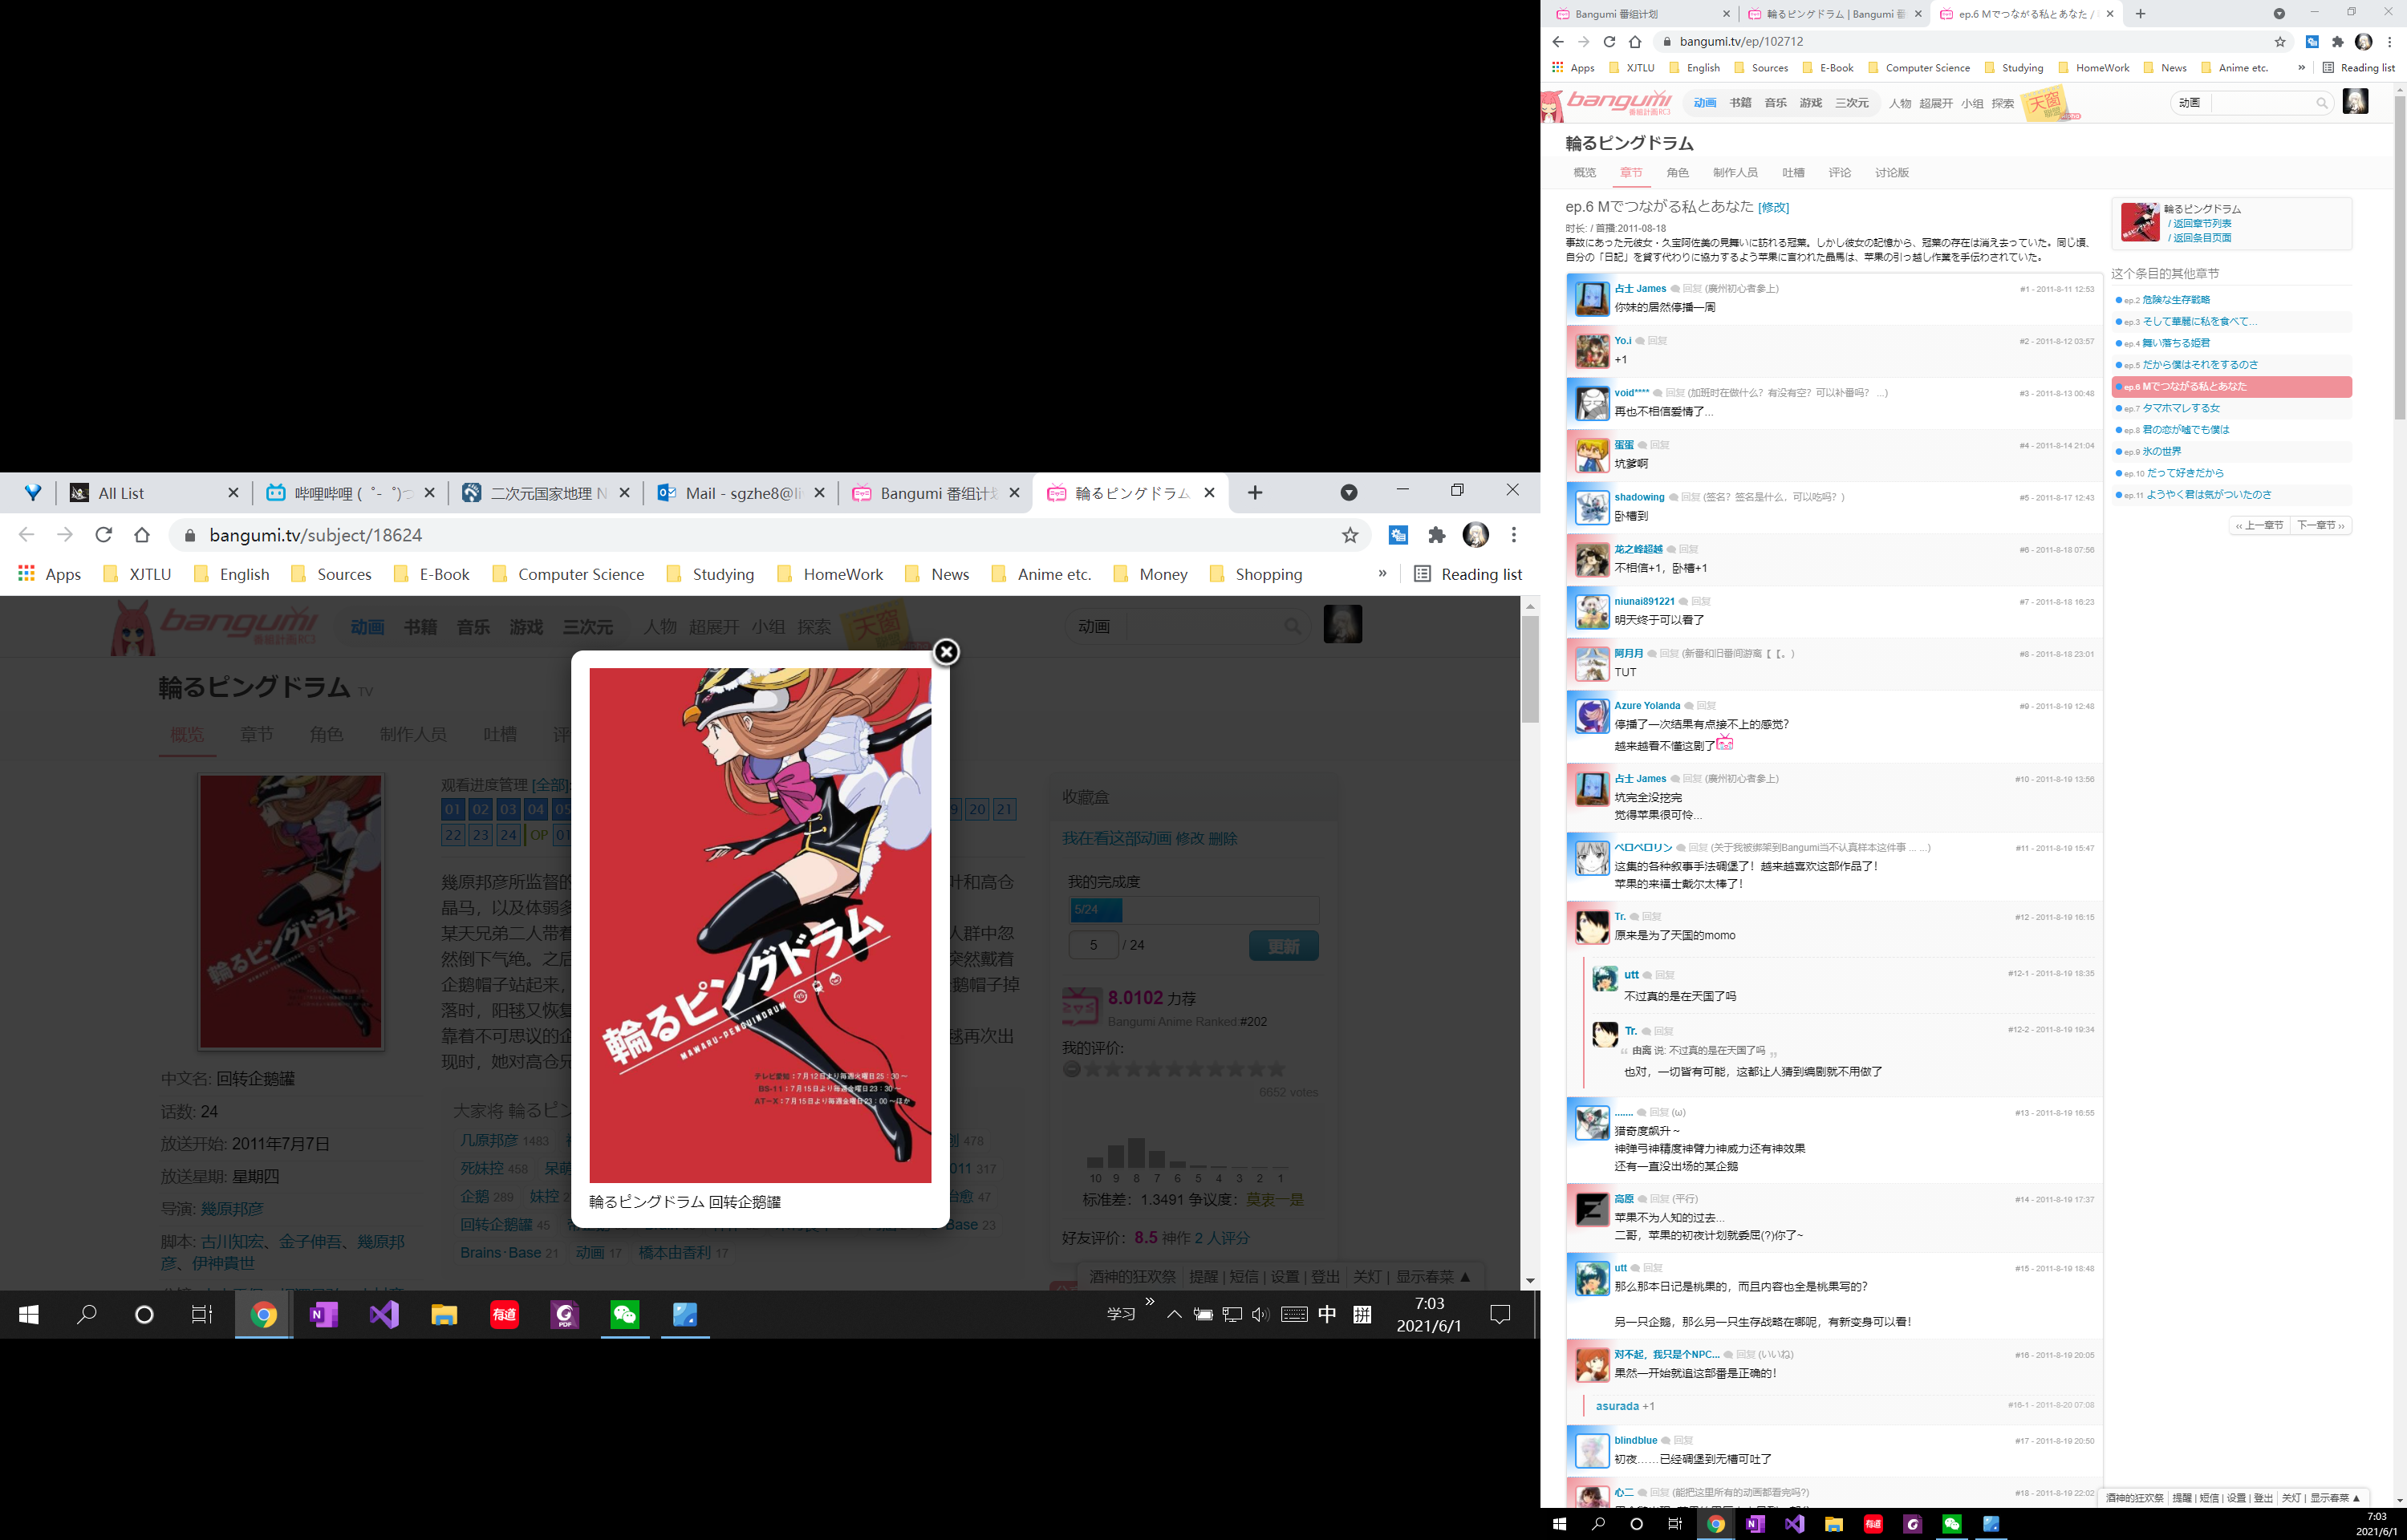 All List
哔哩哔哩 (゜-゜)つ
二次元国家地理 N
Mail - sgzhe8@li
Bangumi 番组计划
輪るピングドラム
bangumi.tv/subject/18624
Apps XJTLU English Sources E-Book Computer Science Studying HomeWork News Anime etc. Money Shopping » Reading list
bangumi
番組計画RC3
动画 书籍 音乐 游戏 三次元 人物 超展开 小组 探索 天窗
动画
輪るピングドラム TV
概览 章节 角色 制作人员 吐槽
观看进度管理 [全部]
01 02 03 04
20 21
22 23 24 OP 01
幾原邦彦所监督的
叶和高仓
晶马，以及体弱多
某天兄弟二人带着
人群中忽
然倒下气绝。之后
突然戴着
企鹅帽子站起来，
鹅帽子掉
落时，阳毬又恢复
靠着不可思议的企
毬再次出
现时，她对高仓兄
收藏盒
我在看这部动画 修改 删除
我的完成度
5/24
5 / 24 更新
8.0102 力荐
Bangumi Anime Ranked #202
我的评价:
6652 votes
10 9 8 7 6 5 4 3 2 1
标准差：1.3491 争议度：莫衷一是
好友评价：8.5 神作 2 人评分
中文名: 回转企鹅罐
话数: 24
放送开始: 2011年7月7日
放送星期: 星期四
导演: 幾原邦彦
脚本: 古川知宏、金子伸吾、幾原邦
彦、伊神貴世
大家将 輪るピン
几原邦彦 1483
478
死妹控 458 呆萌
011 317
企鹅 289 妹控 2
治愈 47
回转企鹅罐 45
Base 23
Brains·Base 21 动画 17 橋本由香利 17
輪るピングドラム
MAWARU-PENGUINDRUM
テレビ愛知：7月12日より毎週火曜日25：30～
BS-11：7月15日より毎週金曜日23：30～
AT-X：7月15日より毎週金曜日23：00～ほか
輪るピングドラム 回转企鹅罐
酒神的狂欢祭 提醒 | 短信 | 设置 | 登出 关灯 | 显示春菜 ▲
有道
PDF
学习 » 中 拼
7:03
2021/6/1
Bangumi 番组计划
輪るピングドラム | Bangumi 番
ep.6 Mでつながる私とあなた /
bangumi.tv/ep/102712
Apps XJTLU English Sources E-Book Computer Science Studying HomeWork News Anime etc. » Reading list
bangumi
番組計画RC3
动画 书籍 音乐 游戏 三次元 人物 超展开 小组 探索 天窗
动画
輪るピングドラム
概览 章节 角色 制作人员 吐槽 评论 讨论版
ep.6 Mでつながる私とあなた [修改]
时长: / 首播:2011-08-18
事故にあった元彼女・久宝阿佐美の見舞いに訪れる冠葉。しかし彼女の記憶から、冠葉の存在は消え去っていた。同じ頃、
自分の「日記」を貸す代わりに協力するよう苹果に言われた晶馬は、苹果の引っ越し作業を手伝わされていた。
占士 James 回复 (廣州初心者参上) #1 - 2011-8-11 12:53
你妹的居然停播一周
Yo.i 回复 #2 - 2011-8-12 03:57
+1
void**** 回复 (加班时在做什么？有没有空？可以补番吗？ ...) #3 - 2011-8-13 00:48
再也不相信爱情了...
蛋蛋 回复 #4 - 2011-8-14 21:04
坑爹啊
shadowing 回复 (签名？签名是什么，可以吃吗？) #5 - 2011-8-17 12:43
卧槽到
龙之峰超越 回复 #6 - 2011-8-18 07:56
不相信+1，卧槽+1
niunai891221 回复 #7 - 2011-8-18 16:23
明天终于可以看了
阿月月 回复 (新番和旧番间游离【【。) #8 - 2011-8-18 23:01
TUT
Azure Yolanda 回复 #9 - 2011-8-19 12:48
停播了一次结果有点接不上的感觉？
越来越看不懂这剧了
占士 James 回复 (廣州初心者参上) #10 - 2011-8-19 13:56
坑完全没挖完
觉得苹果很可怜...
ペロペロリン 回复 (关于我被绑架到Bangumi当不认真样本这件事 ... ...) #11 - 2011-8-19 15:47
这集的各种叙事手法碉堡了！越来越喜欢这部作品了！
苹果的来福士戴尔太棒了！
Tr. 回复 #12 - 2011-8-19 16:15
原来是为了天国的momo
utt 回复 #12-1 - 2011-8-19 18:35
不过真的是在天国了吗
Tr. 回复 #12-2 - 2011-8-19 19:34
“ 由离 说: 不过真的是在天国了吗 ”
也对，一切皆有可能，这都让人猜到编剧就不用做了
....... 回复 (ω) #13 - 2011-8-19 16:55
猎奇度飙升～
神弹弓神精度神臂力神威力还有神效果
还有一直没出场的某企鹅
高原 回复 (平行) #14 - 2011-8-19 17:37
苹果不为人知的过去...
二哥，苹果的初夜计划就委屈(?)你了~
utt 回复 #15 - 2011-8-19 18:48
那么那本日记是桃果的，而且内容也全是桃果写的？
另一只企鹅，那么另一只生存战略在哪呢，有新变身可以看！
对不起，我只是个NPC... 回复 (いいね) #16 - 2011-8-19 20:05
果然一开始就追这部番是正确的！
asurada +1 #16-1 - 2011-8-20 07:08
blindblue 回复 #17 - 2011-8-19 20:50
初夜……已经碉堡到无槽可吐了
心二 回复 (能把这里所有的动画都看完吗?) #18 - 2011-8-19 22:02
輪るピングドラム
/ 返回章节列表
/ 返回条目页面
这个条目的其他章节
ep.2 危険な生存戦略
ep.3 そして華麗に私を食べて...
ep.4 舞い落ちる姫君
ep.5 だから僕はそれをするのさ
ep.6 Mでつながる私とあなた
ep.7 タマホマレする女
ep.8 君の恋が嘘でも僕は
ep.9 氷の世界
ep.10 だって好きだから
ep.11 ようやく君は気がついたのさ
‹‹ 上一章节 下一章节 ››
酒神的狂欢祭 提醒 | 短信 | 设置 | 登出 关灯 | 显示春菜 ▲
有道
7:03
2021/6/1